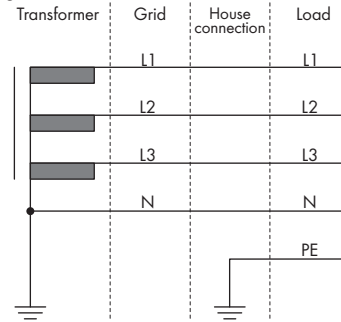 Transformer Grid House connection Load
L1 L1
L2 L2
L3 L3
N N
PE